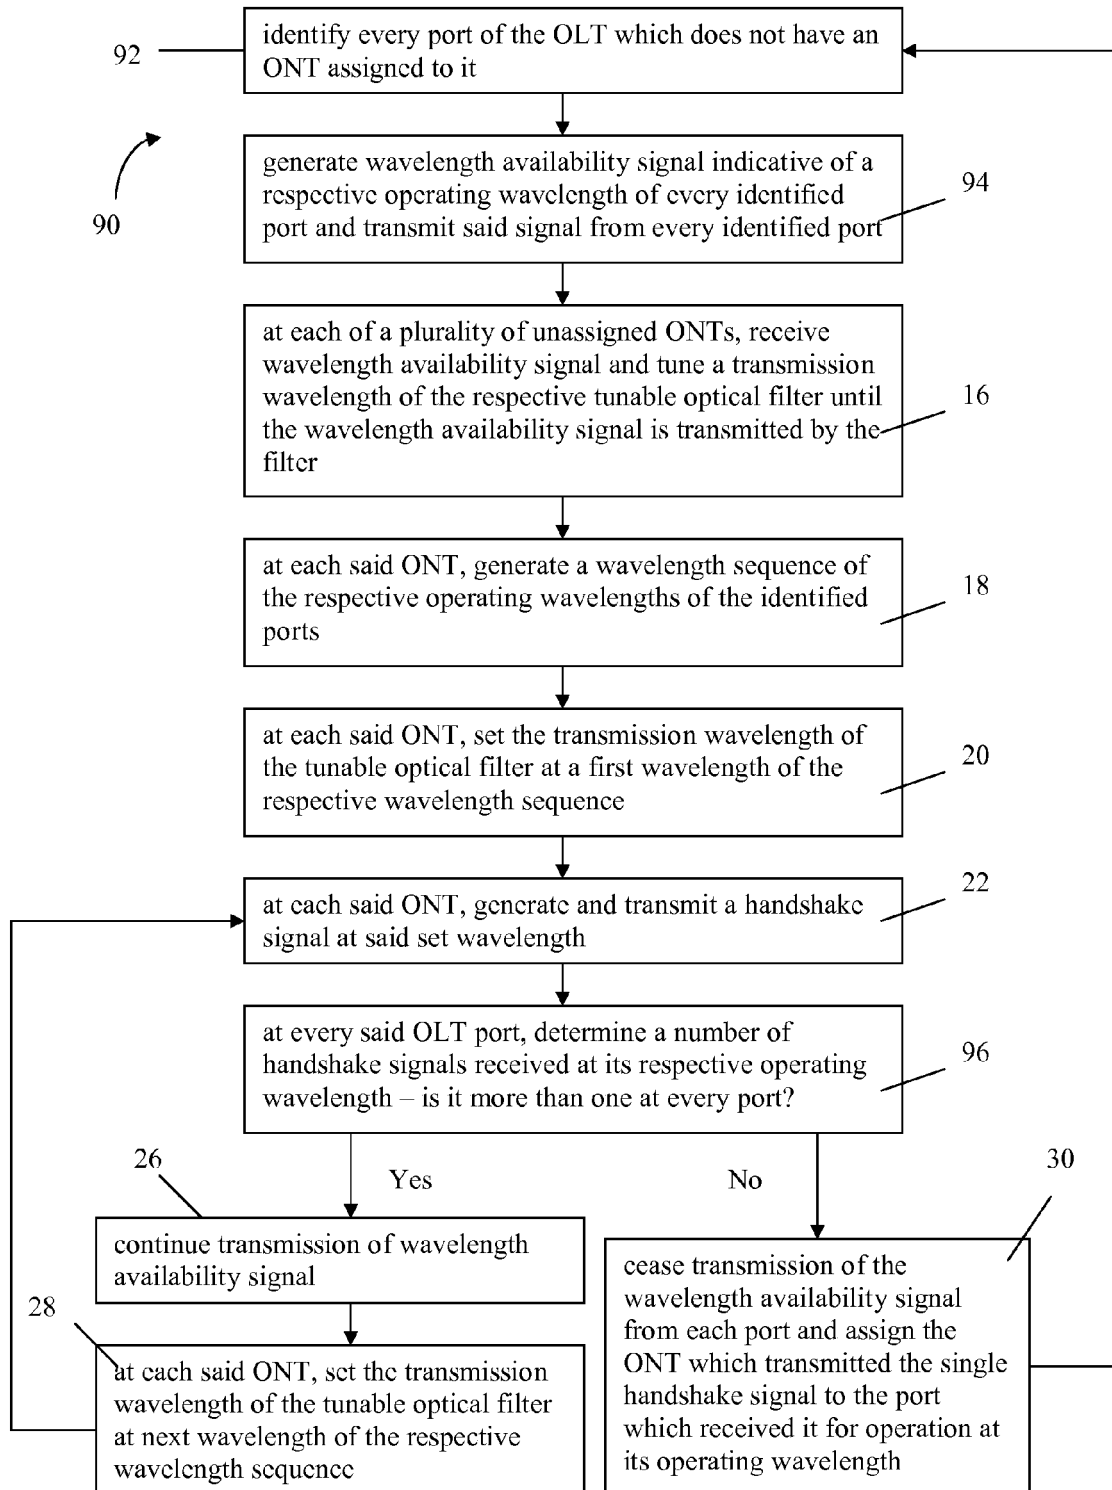 92
identify every port of the OLT which does not have an
ONT assigned to it
90
generate wavelength availability signal indicative of a
respective operating wavelength of every identified
port and transmit said signal from every identified port
94
at each of a plurality of unassigned ONTs, receive
wavelength availability signal and tune a transmission
wavelength of the respective tunable optical filter until
the wavelength availability signal is transmitted by the
filter
16
at each said ONT, generate a wavelength sequence of
the respective operating wavelengths of the identified
ports
18
at each said ONT, set the transmission wavelength of
the tunable optical filter at a first wavelength of the
respective wavelength sequence
20
at each said ONT, generate and transmit a handshake
signal at said set wavelength
22
at every said OLT port, determine a number of
handshake signals received at its respective operating
wavelength – is it more than one at every port?
96
Yes
No
26
continue transmission of wavelength
availability signal
28
at each said ONT, set the transmission
wavelength of the tunable optical filter
at next wavelength of the respective
wavelength sequence
30
cease transmission of the
wavelength availability signal
from each port and assign the
ONT which transmitted the single
handshake signal to the port
which received it for operation at
its operating wavelength